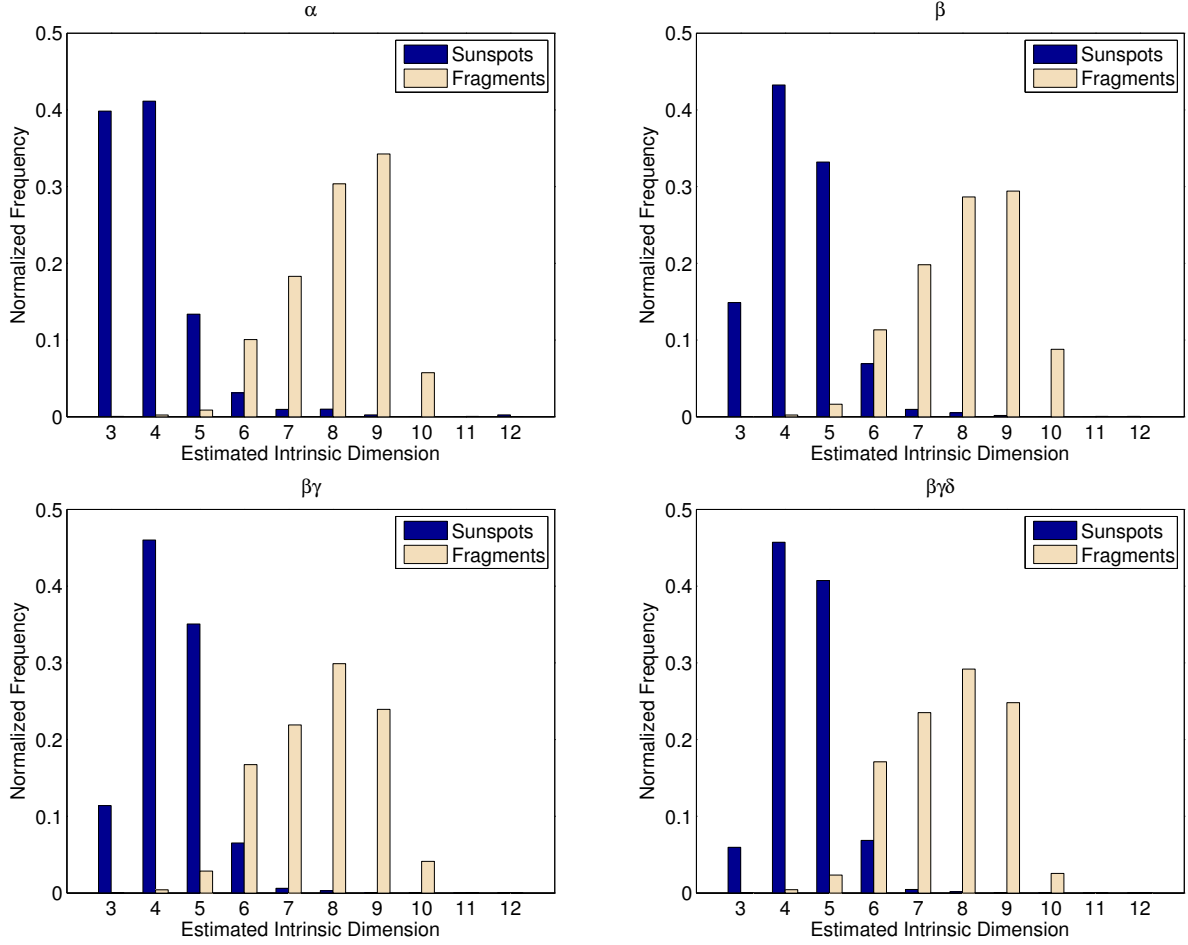 α
0.5
0.4
0.3
0.2
0.1
0
Normalized Frequency
Sunspots
Fragments
3 4 5 6 7 8 9 10 11 12
Estimated Intrinsic Dimension
β
0.5
0.4
0.3
0.2
0.1
0
Normalized Frequency
Sunspots
Fragments
3 4 5 6 7 8 9 10 11 12
Estimated Intrinsic Dimension
βγ
0.5
0.4
0.3
0.2
0.1
0
Normalized Frequency
Sunspots
Fragments
3 4 5 6 7 8 9 10 11 12
Estimated Intrinsic Dimension
βγδ
0.5
0.4
0.3
0.2
0.1
0
Normalized Frequency
Sunspots
Fragments
3 4 5 6 7 8 9 10 11 12
Estimated Intrinsic Dimension